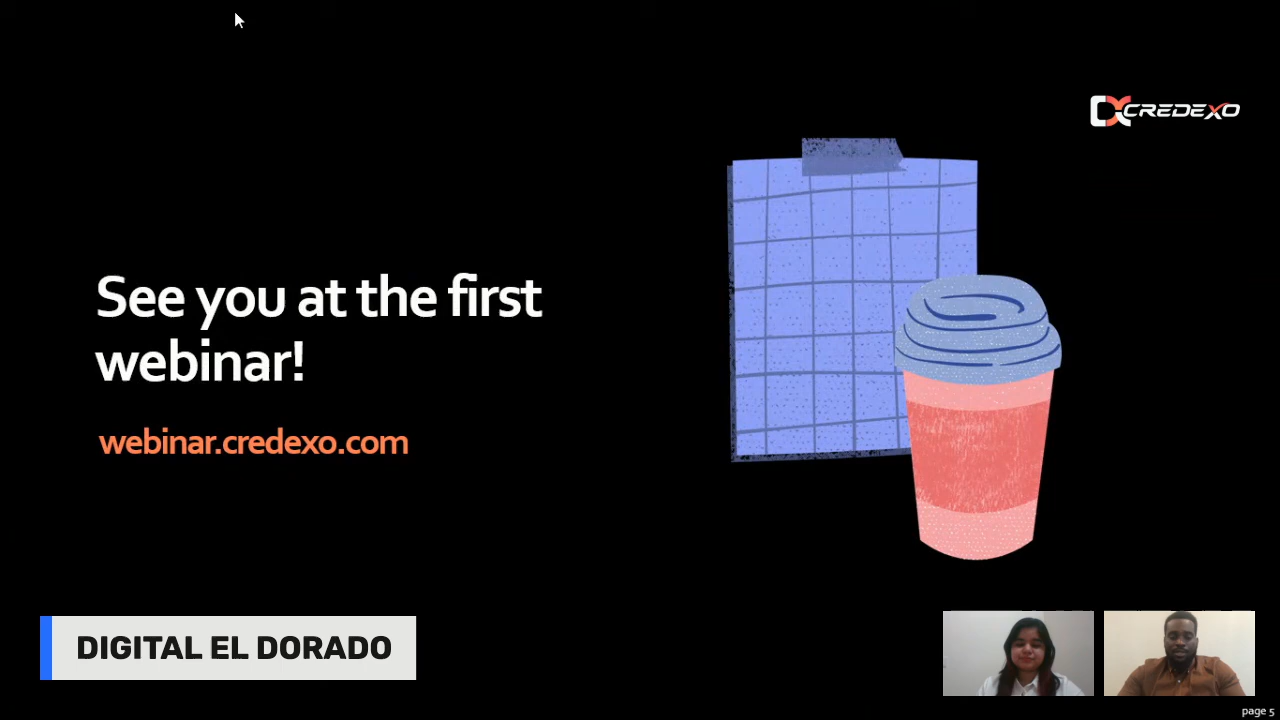 CREDEXO
See you at the first
webinar!
webinar.credexo.com
DIGITAL EL DORADO
page 5